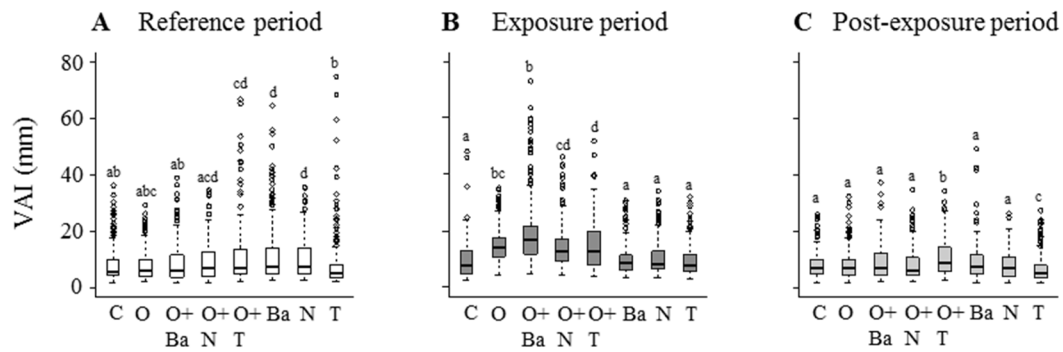 A Reference period
B Exposure period
C Post-exposure period
VAI (mm)
80
60
40
20
0
ab
abc
ab
acd
cd
d
d
b
a
bc
b
cd
d
a
a
a
a
a
a
a
b
a
a
c
C O O+ O+ O+ Ba N T
Ba N T
C O O+ O+ O+ Ba N T
Ba N T
C O O+ O+ O+ Ba N T
Ba N T